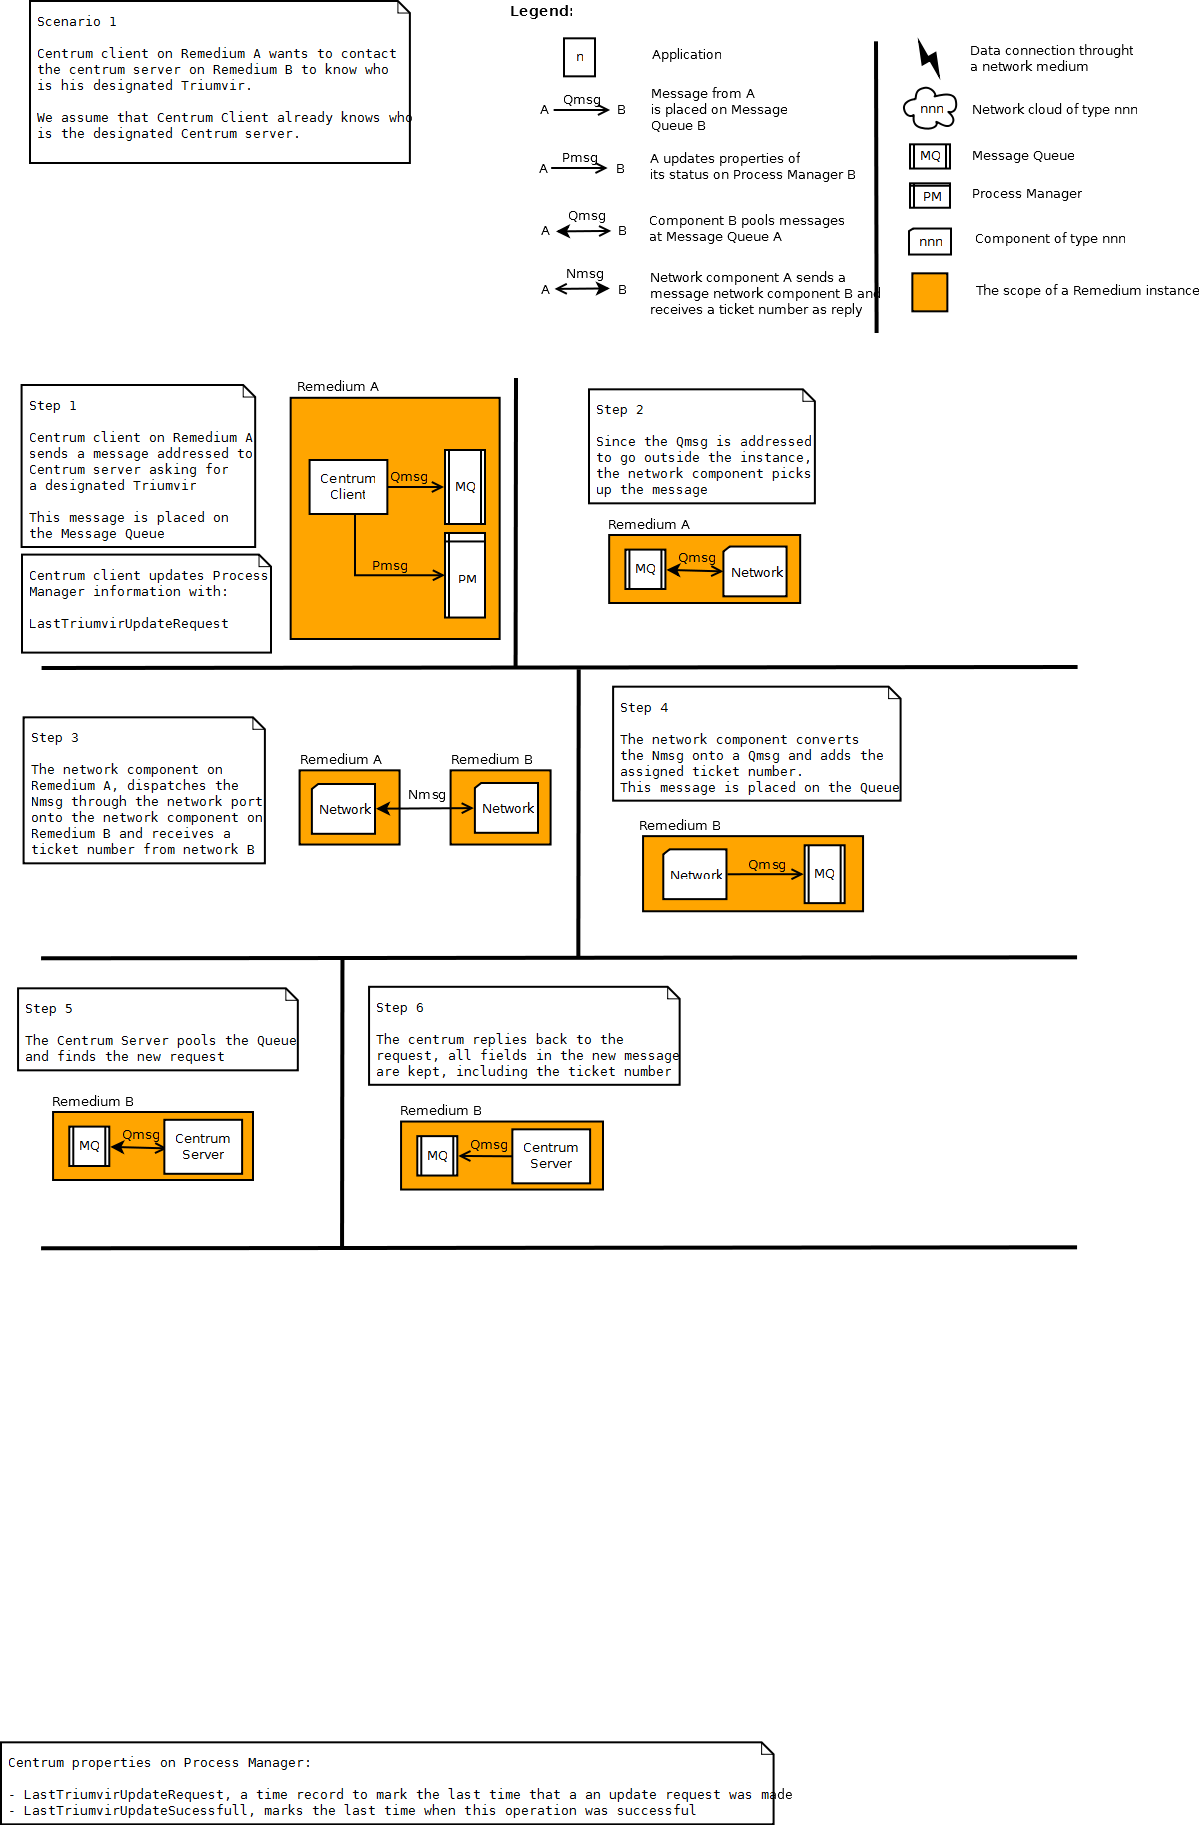 Scenario 1
Centrum client on Remedium A wants to contact
the centrum server on Remedium B to know who
is his designated Triumvir.
We assume that Centrum Client already knows who
is the designated Centrum server.
Legend:
n
Application
A Qmsg B
Message from A
is placed on Message
Queue B
A Pmsg B
A updates properties of
its status on Process Manager B
A Qmsg B
Component B pools messages
at Message Queue A
A Nmsg B
Network component A sends a
message network component B and
receives a ticket number as reply
Data connection throught
a network medium
nnn
Network cloud of type nnn
MQ
Message Queue
PM
Process Manager
nnn
Component of type nnn
The scope of a Remedium instance
Step 1
Centrum client on Remedium A
sends a message addressed to
Centrum server asking for
a designated Triumvir
This message is placed on
the Message Queue
Centrum client updates Process
Manager information with:
LastTriumvirUpdateRequest
Remedium A
Centrum
Client
Qmsg
MQ
Pmsg
PM
Step 2
Since the Qmsg is addressed
to go outside the instance,
the network component picks
up the message
Remedium A
MQ
Qmsg
Network
Step 3
The network component on
Remedium A, dispatches the
Nmsg through the network port
onto the network component on
Remedium B and receives a
ticket number from network B
Remedium A
Network
Nmsg
Remedium B
Network
Step 4
The network component converts
the Nmsg onto a Qmsg and adds the
assigned ticket number.
This message is placed on the Queue
Remedium B
Network
Qmsg
MQ
Step 5
The Centrum Server pools the Queue
and finds the new request
Remedium B
MQ
Qmsg
Centrum
Server
Step 6
The centrum replies back to the
request, all fields in the new message
are kept, including the ticket number
Remedium B
MQ
Qmsg
Centrum
Server
Centrum properties on Process Manager:
- LastTriumvirUpdateRequest, a time record to mark the last time that a an update request was made
- LastTriumvirUpdateSucessfull, marks the last time when this operation was successful